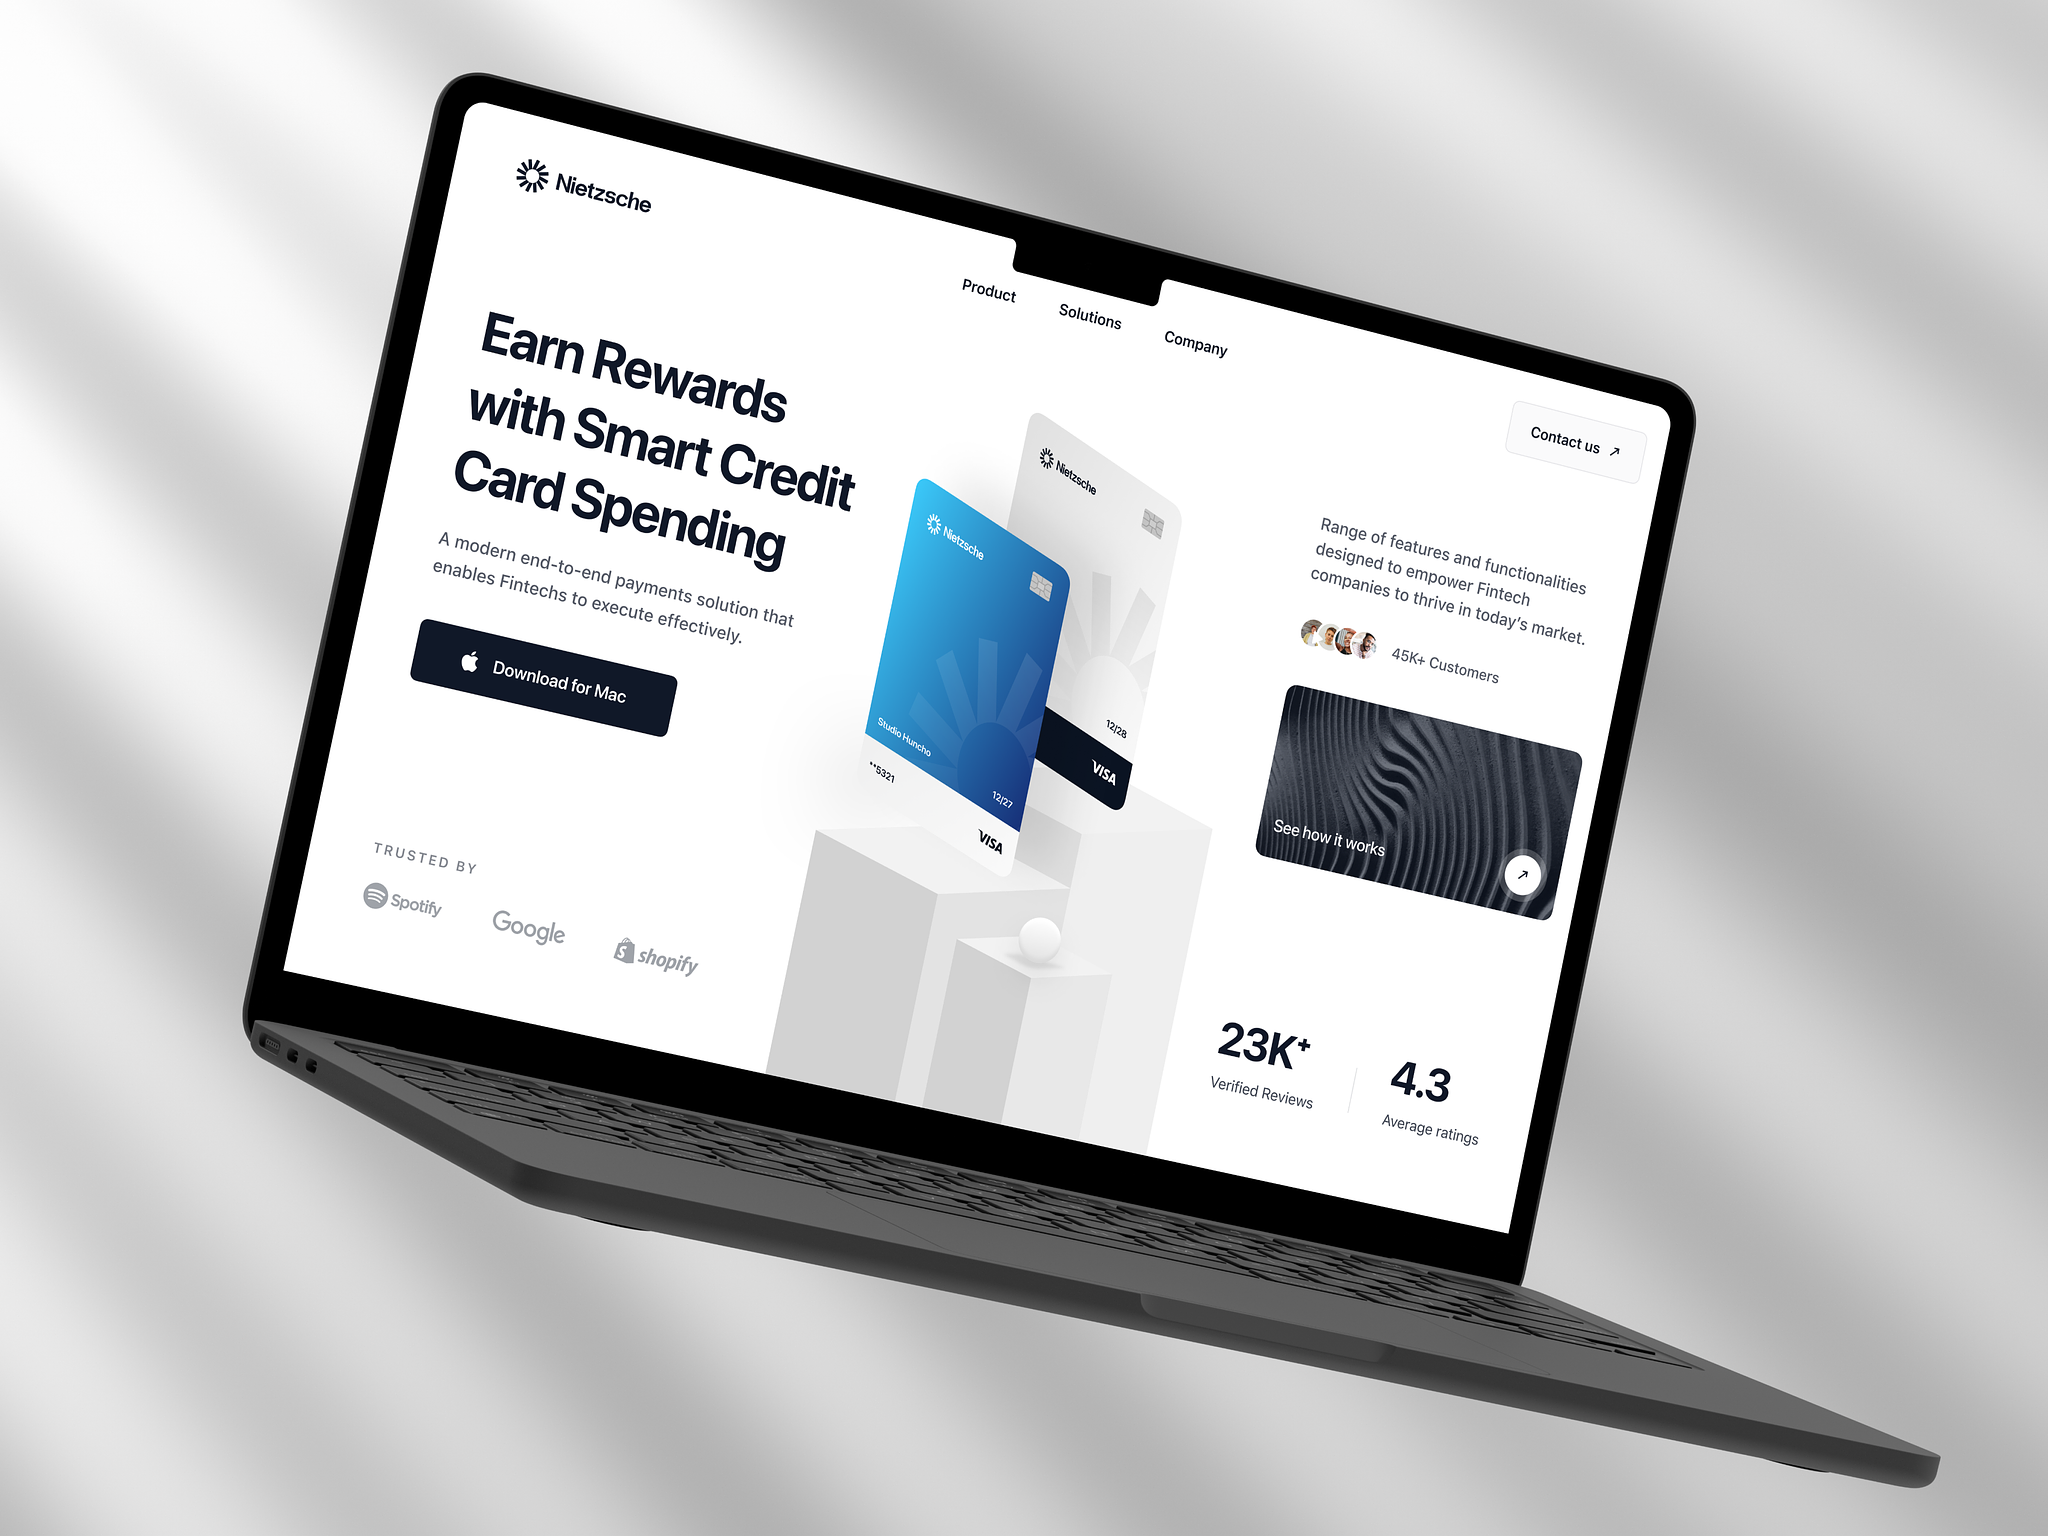 Nietzsche
Product
Solutions
Company
Contact us
Earn Rewards
with Smart Credit
Card Spending
A modern end-to-end payments solution that
enables Fintechs to execute effectively.
Download for Mac
TRUSTED BY
Spotify
Google
shopify
Nietzsche
Studio Huncho
12/27
**5321
VISA
Nietzsche
12/28
VISA
Range of features and functionalities
designed to empower Fintech
companies to thrive in today's market.
45K+ Customers
See how it works
23K+
Verified Reviews
4.3
Average ratings